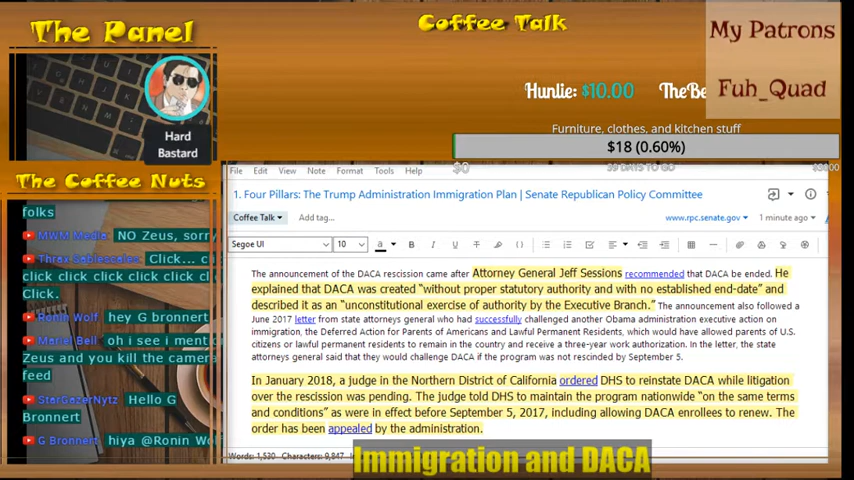 The Panel
Coffee Talk
My Patrons
Fuh_Quad
Hunlie: $10.00 TheBe
Hard
Bastard
Furniture, clothes, and kitchen stuff
$18 (0.60%)
$0
The Coffee Nuts
File Edit View Note Format Tools Help
1. Four Pillars: The Trump Administration Immigration Plan | Senate Republican Policy Committee
Coffee Talk Add tag...
www.rpc.senate.gov 1 minute ago
Segoe UI 10
folks
MWM Media: NO Zeus, sorry
Click... cl
click click click click click cli
Click.
Ronin Wolf: hey G bronnert
Mariel Bell: oh i see i ment o
Zeus and you kill the camera
feed
StarGazerNytz: Hello G
Bronnert
G Bronnert: hiya @Ronin Wolf
The announcement of the DACA rescission came after Attorney General Jeff Sessions recommended that DACA be ended. He
explained that DACA was created "without proper statutory authority and with no established end-date" and
described it as an "unconstitutional exercise of authority by the Executive Branch." The announcement also followed a
June 2017 letter from state attorneys general who had successfully challenged another Obama administration executive action on
immigration, the Deferred Action for Parents of Americans and Lawful Permanent Residents, which would have allowed parents of U.S.
citizens or lawful permanent residents to remain in the country and receive a three-year work authorization. In the letter, the state
attorneys general said that they would challenge DACA if the program was not rescinded by September 5.
In January 2018, a judge in the Northern District of California ordered DHS to reinstate DACA while litigation
over the rescission was pending. The judge told DHS to maintain the program nationwide "on the same terms
and conditions" as were in effect before September 5, 2017, including allowing DACA enrollees to renew. The
order has been appealed by the administration.
Words: 1,530 Characters: 9,847
Immigration and DACA